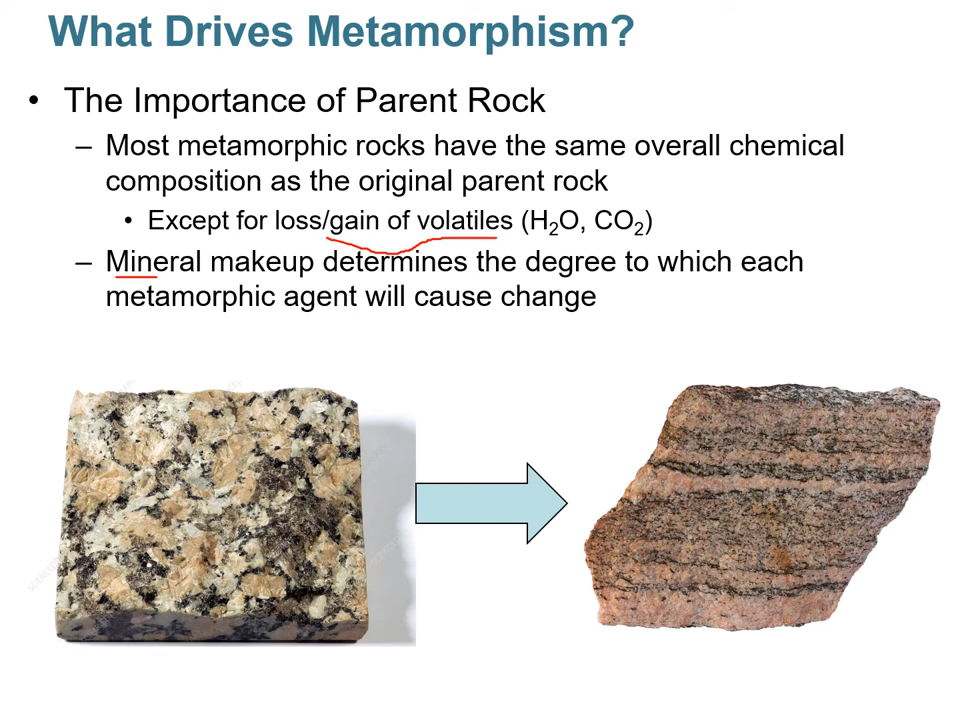 What Drives Metamorphism?
• The Importance of Parent Rock
– Most metamorphic rocks have the same overall chemical
composition as the original parent rock
• Except for loss/gain of volatiles (H₂O, CO₂)
– Mineral makeup determines the degree to which each
metamorphic agent will cause change